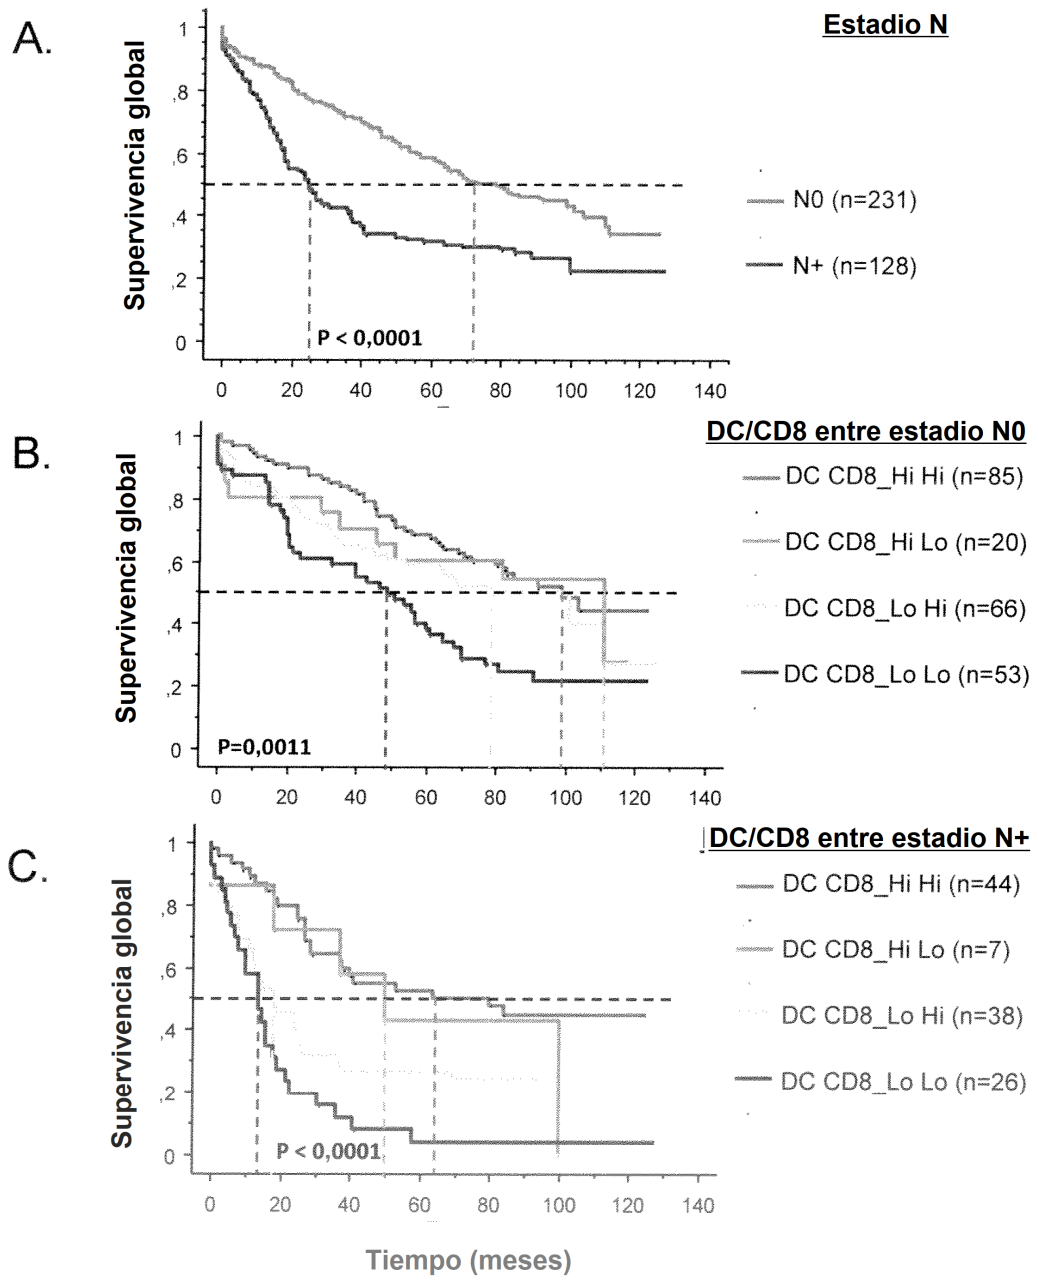 A.
Estadio N
Supervivencia global
1
,8
,6
,4
,2
0
P < 0,0001
0 20 40 60 80 100 120 140
N0 (n=231)
N+ (n=128)
B.
DC/CD8 entre estadio N0
Supervivencia global
1
,8
,6
,4
,2
0
P=0,0011
0 20 40 60 80 100 120 140
DC CD8_Hi Hi (n=85)
DC CD8_Hi Lo (n=20)
DC CD8_Lo Hi (n=66)
DC CD8_Lo Lo (n=53)
C.
DC/CD8 entre estadio N+
Supervivencia global
1
,8
,6
,4
,2
0
P < 0,0001
0 20 40 60 80 100 120 140
DC CD8_Hi Hi (n=44)
DC CD8_Hi Lo (n=7)
DC CD8_Lo Hi (n=38)
DC CD8_Lo Lo (n=26)
Tiempo (meses)